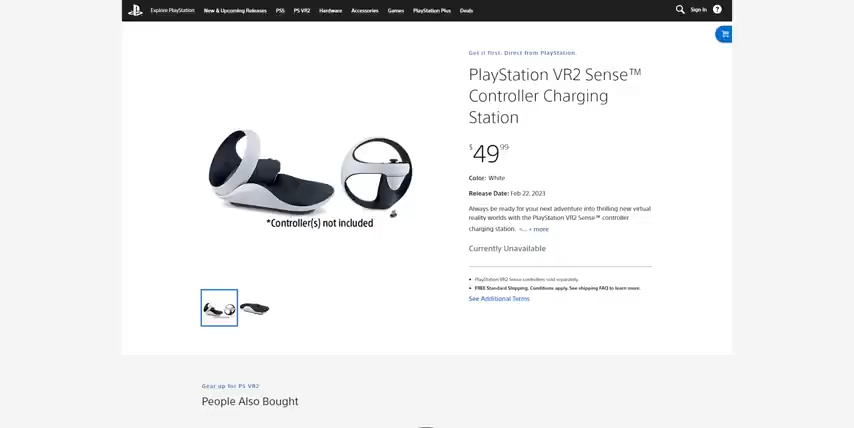 Explore PlayStation New & Upcoming Releases PS5 PS VR2 Hardware Accessories Games PlayStation Plus Deals Sign In ?
Get it first. Direct from PlayStation.
PlayStation VR2 Sense™
Controller Charging
Station
$49.99
Color: White
Release Date: Feb 22, 2023
Always be ready for your next adventure into thrilling new virtual
reality worlds with the PlayStation VR2 Sense™ controller
charging station. <... + more
Currently Unavailable
*Controller(s) not included
• PlayStation VR2 Sense controllers sold separately.
• FREE Standard Shipping. Conditions apply. See shipping FAQ to learn more.
See Additional Terms
Gear up for PS VR2
People Also Bought